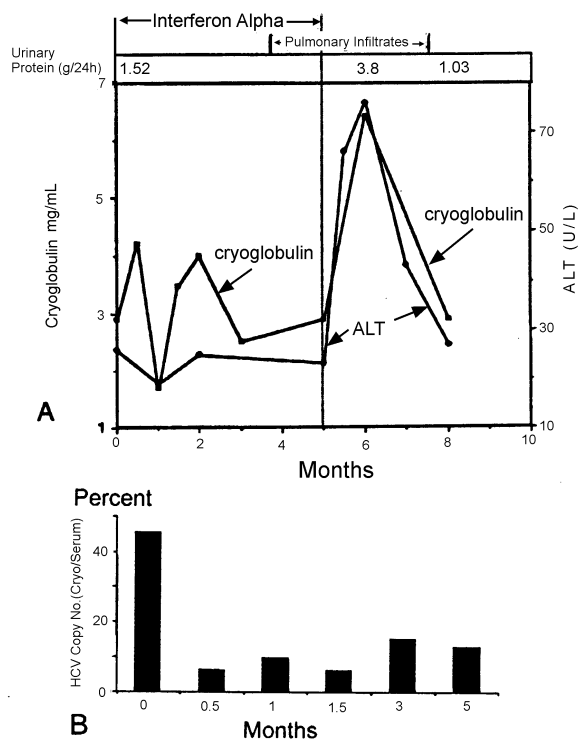 Interferon Alpha
Pulmonary Infiltrates
Urinary
Protein (g/24h)
1.52 3.8 1.03
7
5
3
1
Cryoglobulin mg/mL
cryoglobulin
cryoglobulin
ALT
70
50
30
10
ALT (U/L)
A
0 2 4 6 8 10
Months
Percent
HCV Copy No.(Cryo/Serum)
40
20
0
0 0.5 1 1.5 3 5
B
Months